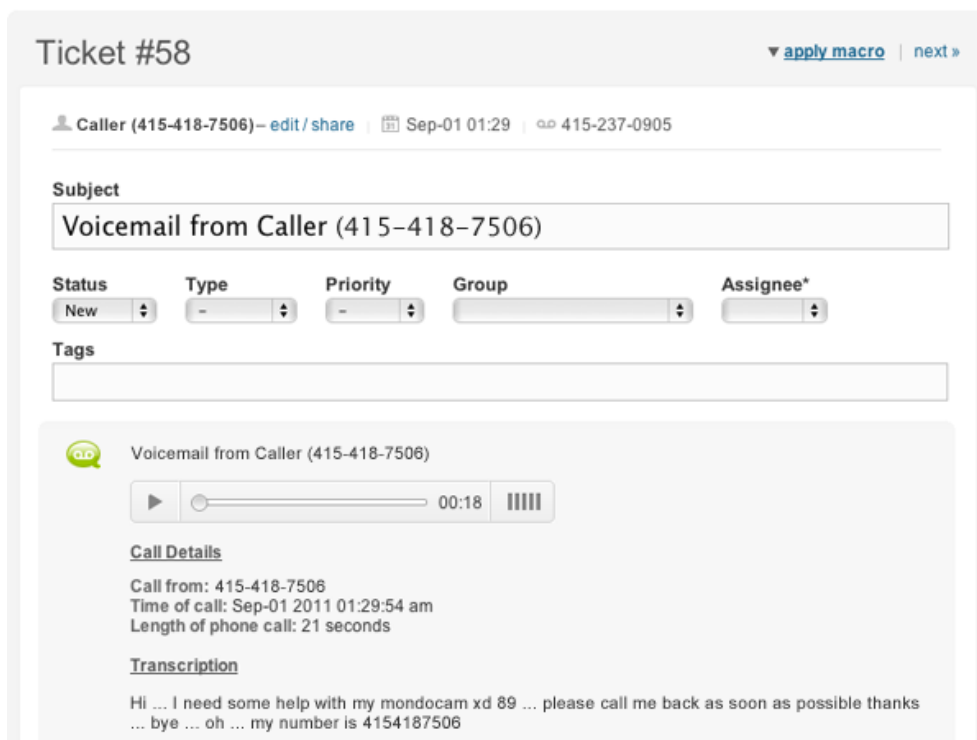 Ticket #58
▼ apply macro | next »
Caller (415-418-7506)– edit / share | Sep-01 01:29 | 415-237-0905
Subject
Voicemail from Caller (415-418-7506)
Status Type Priority Group Assignee*
New - -
Tags
Voicemail from Caller (415-418-7506)
00:18
Call Details
Call from: 415-418-7506
Time of call: Sep-01 2011 01:29:54 am
Length of phone call: 21 seconds
Transcription
Hi ... I need some help with my mondocam xd 89 ... please call me back as soon as possible thanks
... bye ... oh ... my number is 4154187506